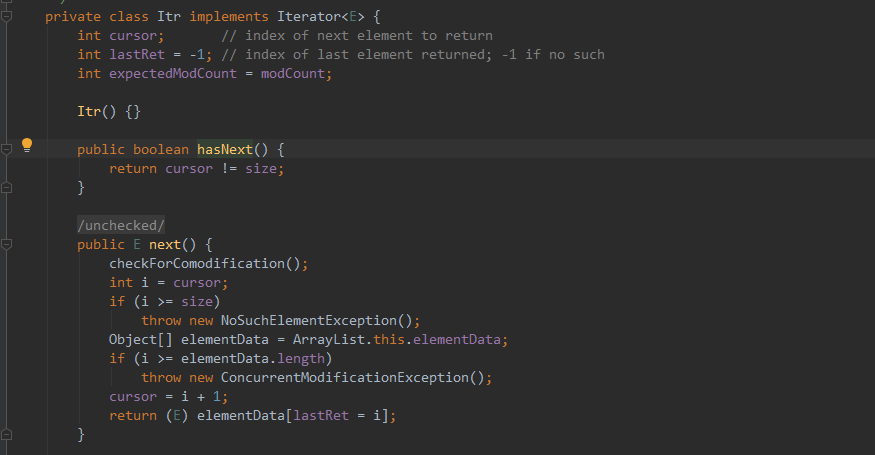 private class Itr implements Iterator<E> {
int cursor;       // index of next element to return
int lastRet = -1; // index of last element returned; -1 if no such
int expectedModCount = modCount;
Itr() {}
public boolean hasNext() {
return cursor != size;
}
/unchecked/
public E next() {
checkForComodification();
int i = cursor;
if (i >= size)
throw new NoSuchElementException();
Object[] elementData = ArrayList.this.elementData;
if (i >= elementData.length)
throw new ConcurrentModificationException();
cursor = i + 1;
return (E) elementData[lastRet = i];
}